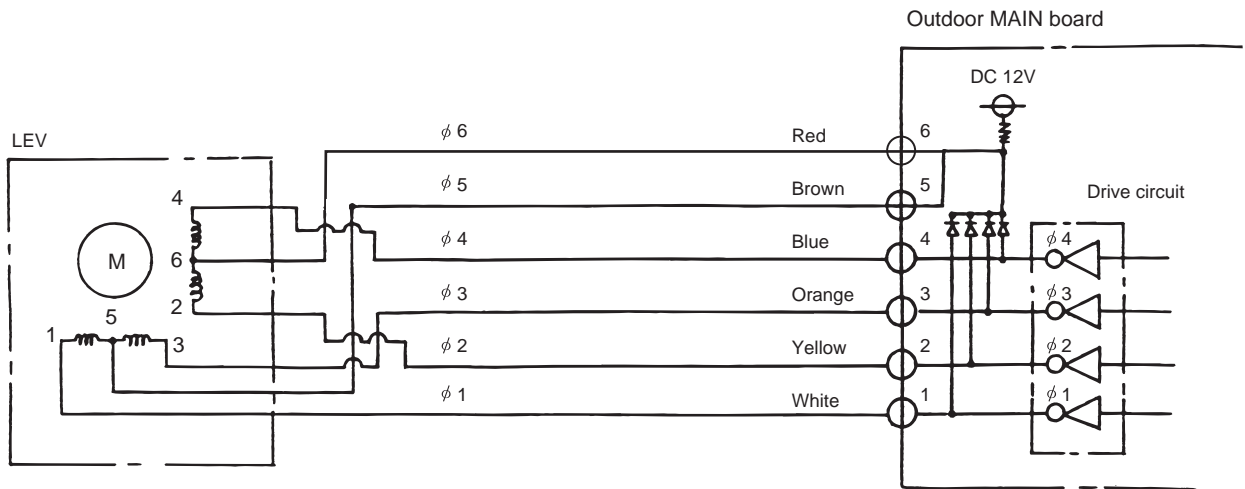 Outdoor MAIN board
DC 12V
LEV
ϕ 6 Red 6
ϕ 5 Brown 5
Drive circuit
4
ϕ 4 Blue 4 ϕ 4
M 6
ϕ 3 Orange 3 ϕ 3
2
5
1 3
ϕ 2 Yellow 2 ϕ 2
ϕ 1 White 1 ϕ 1